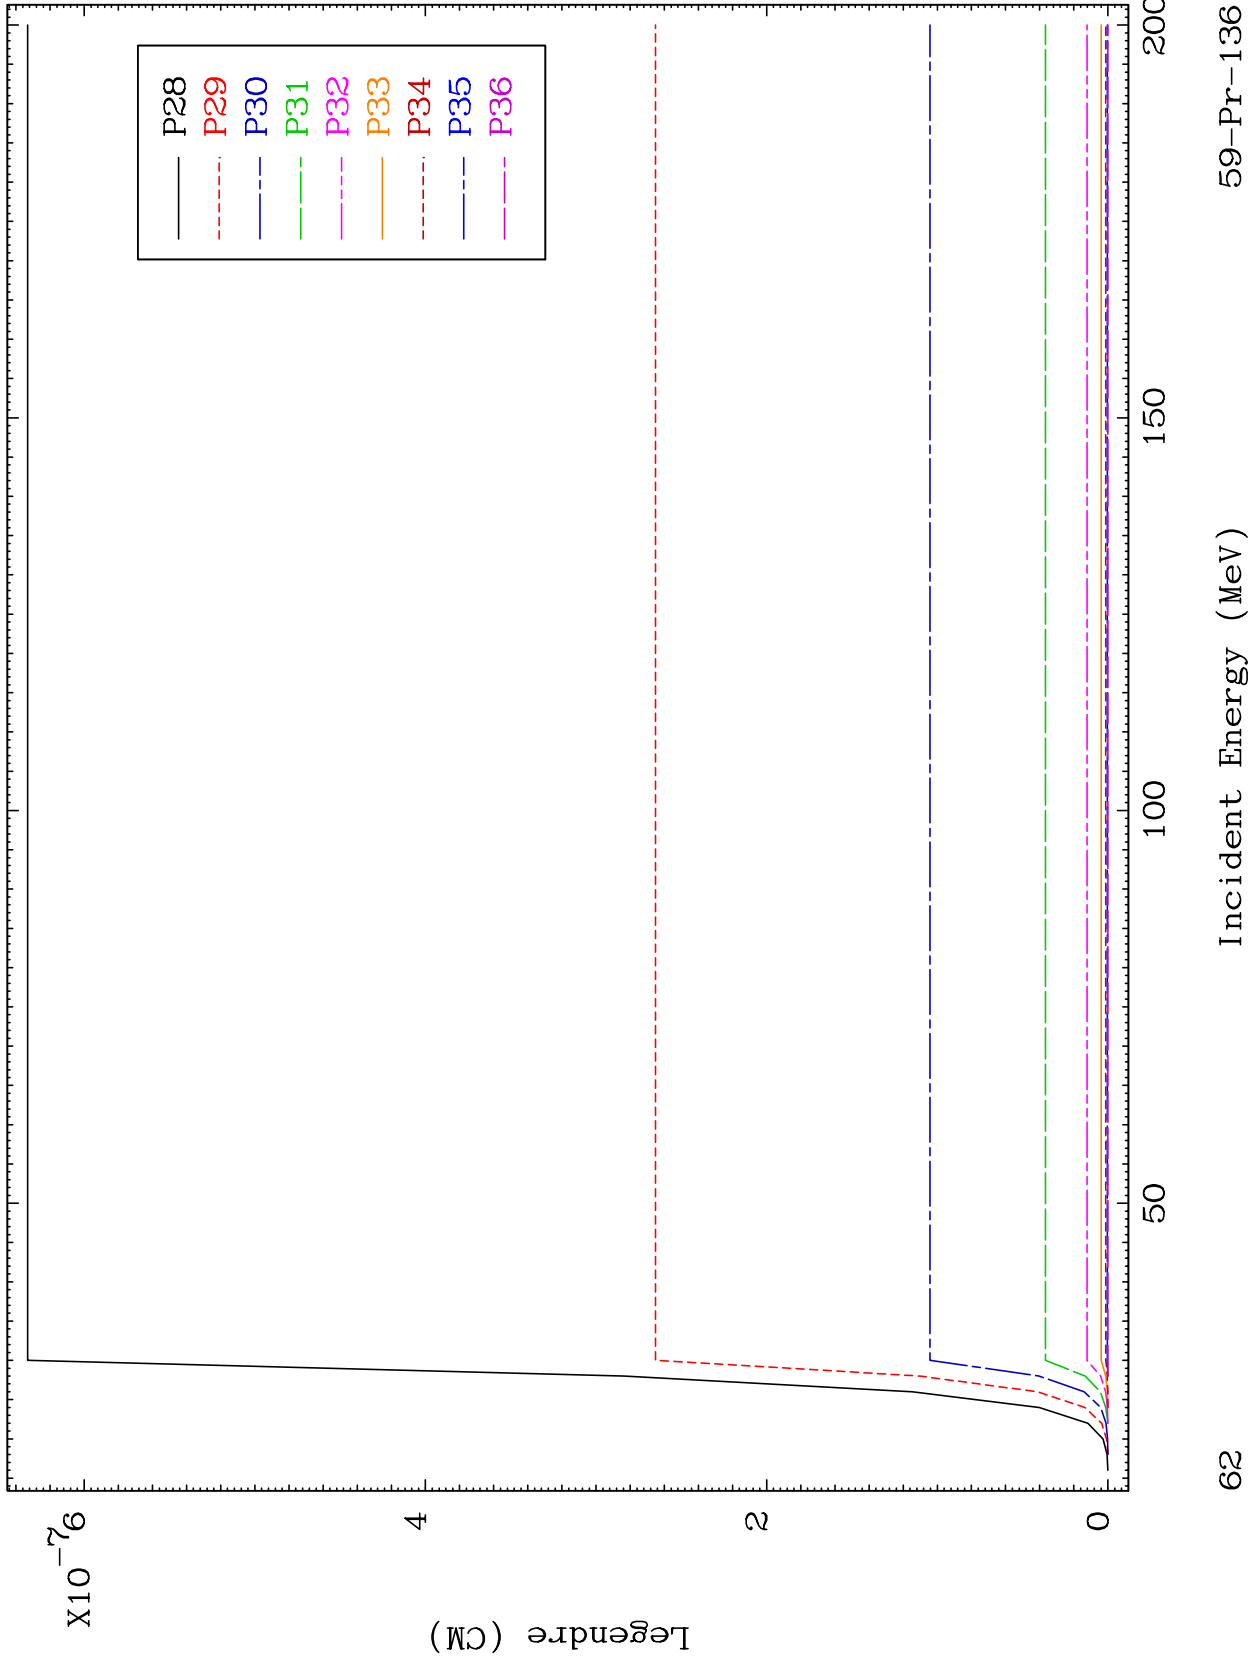 X10^-7
6
4
2
0
Legendre (CM)
P28
P29
P30
P31
P32
P33
P34
P35
P36
50
100
150
200
Incident Energy (MeV)
62
59-Pr-136